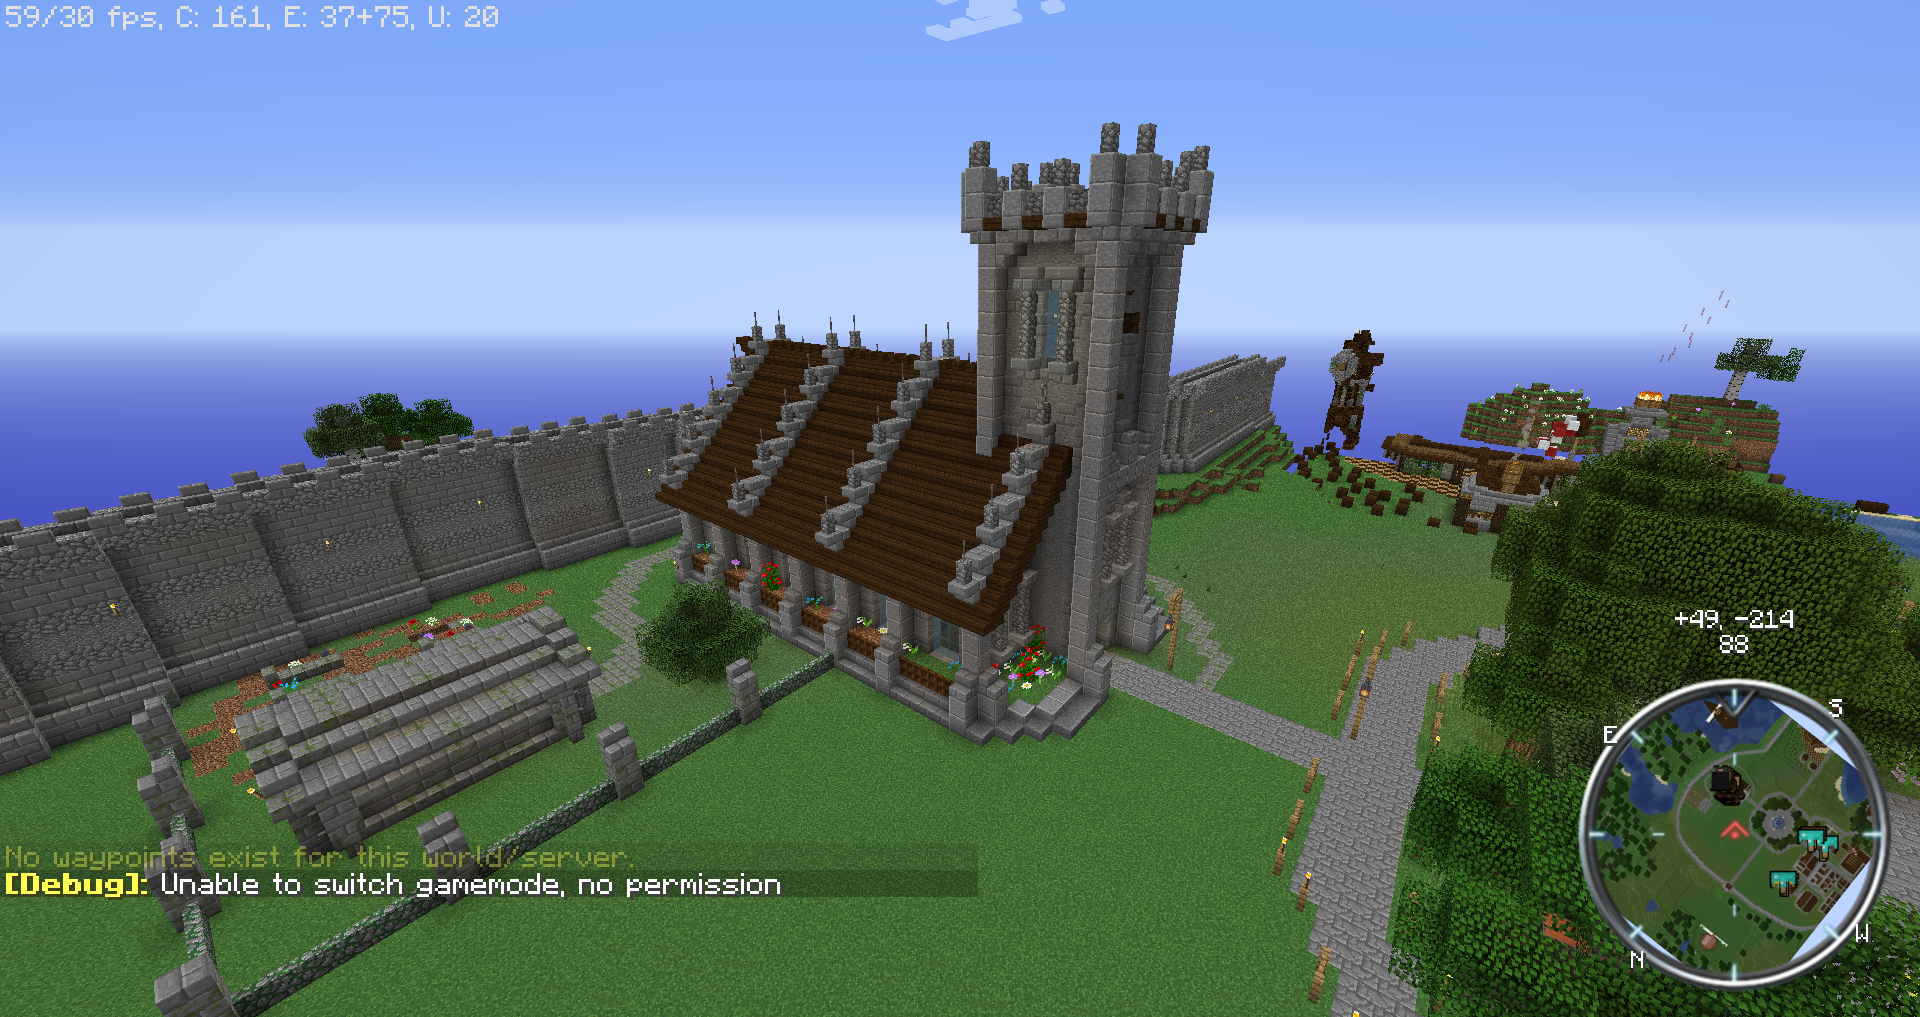 59/30 fps, C: 161, E: 37+75, U: 20
+49, -214
88
S
E
W
N
No waypoints exist for this world/server.
[Debug]: Unable to switch gamemode, no permission